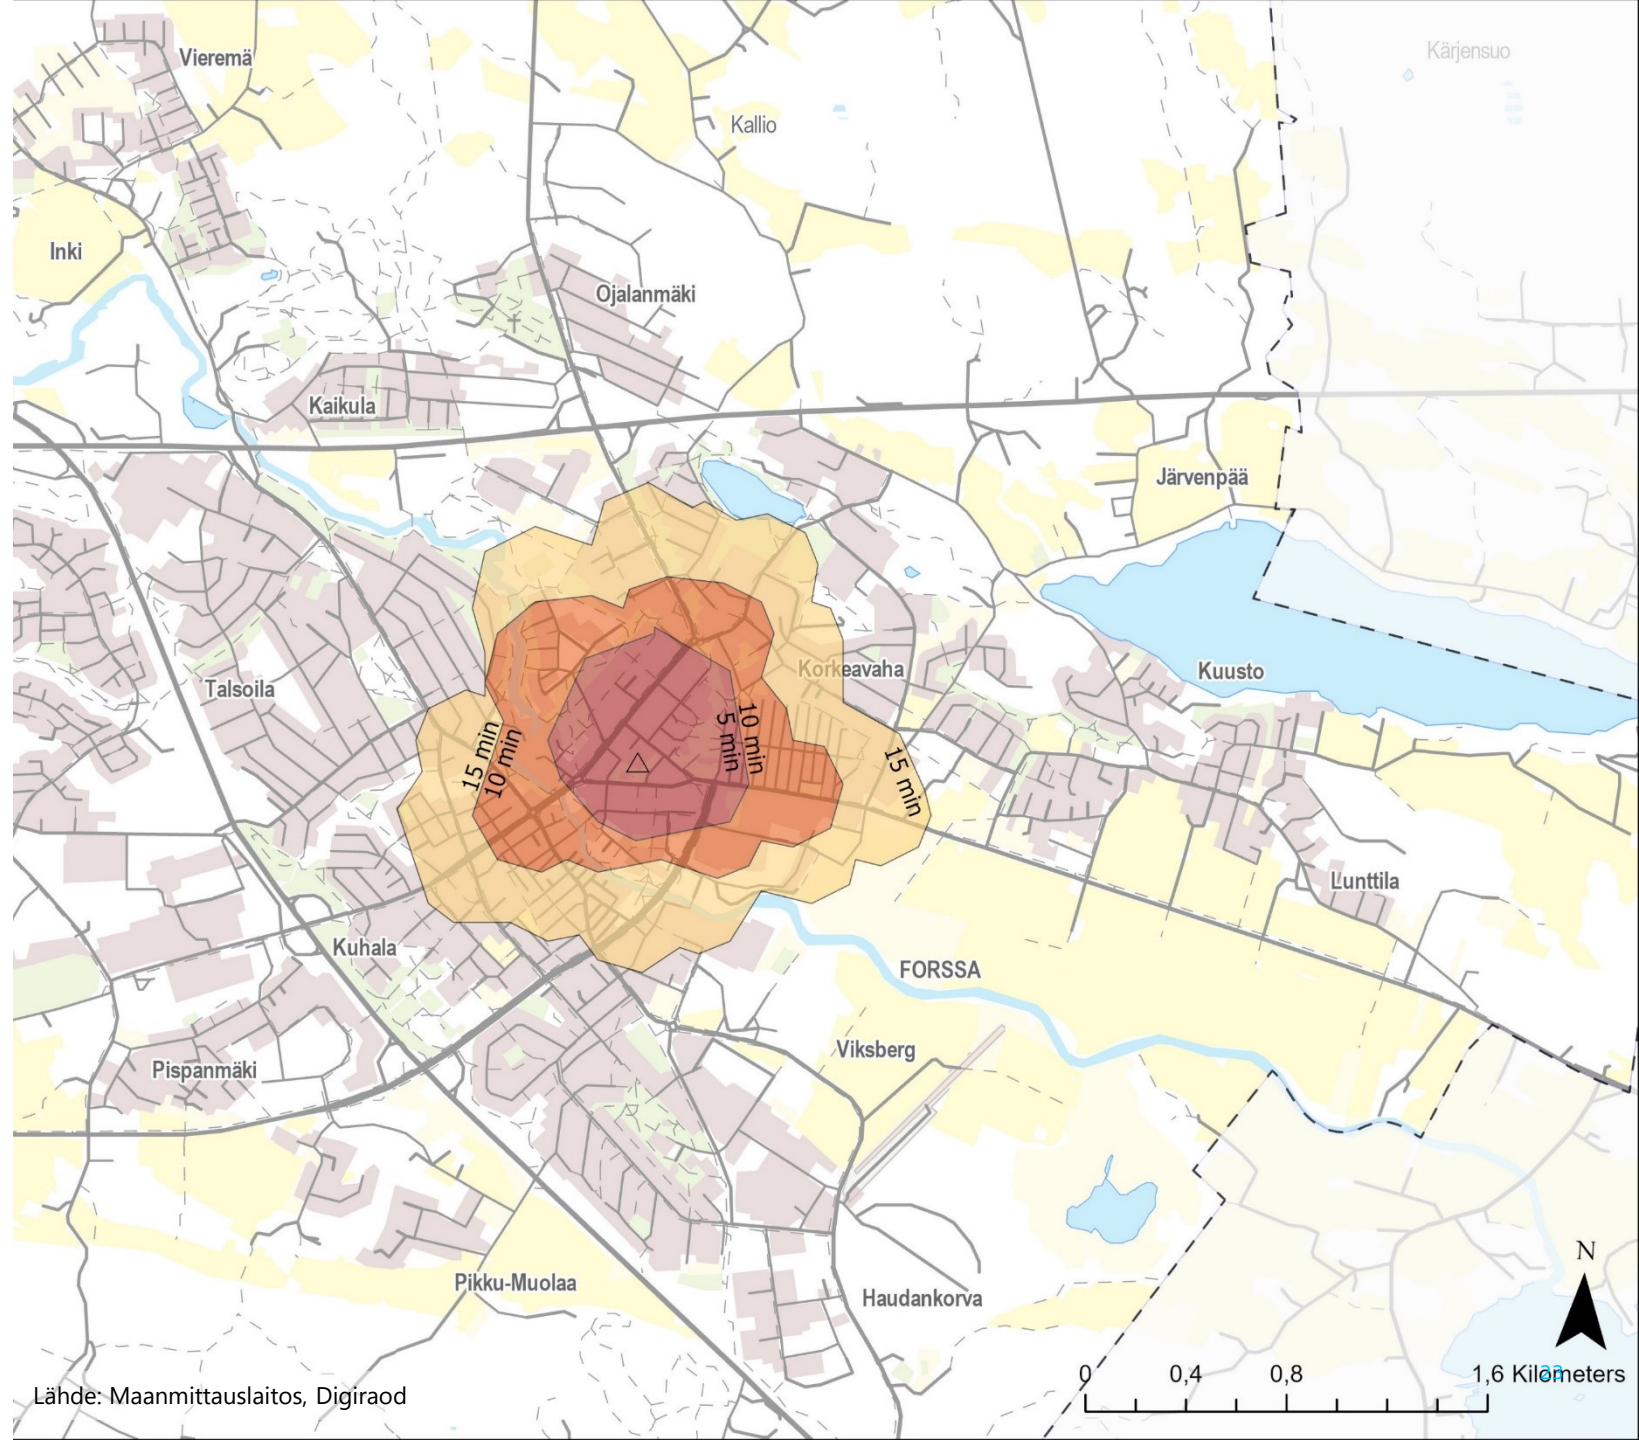 Kärjensuo
Vieremä
Kallio
Inki
Ojalanmäki
Kaikula
Järvenpää
Korkeavaha
Kuusto
Talsoila
10 min
5 min
15 min
10 min
15 min
Lunttila
Kuhala
FORSSA
Viksberg
Pispanmäki
N
Pikku-Muolaa
Haudankorva
0 0,4 0,8 1,6 Kilometers
23
Lähde: Maanmittauslaitos, Digiraod